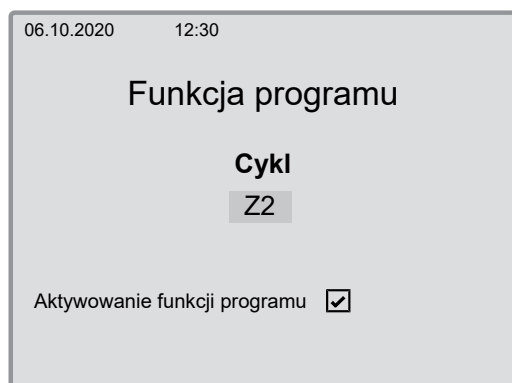 06.10.2020 12:30
Funkcja programu
Cykl
Z2
Aktywowanie funkcji programu